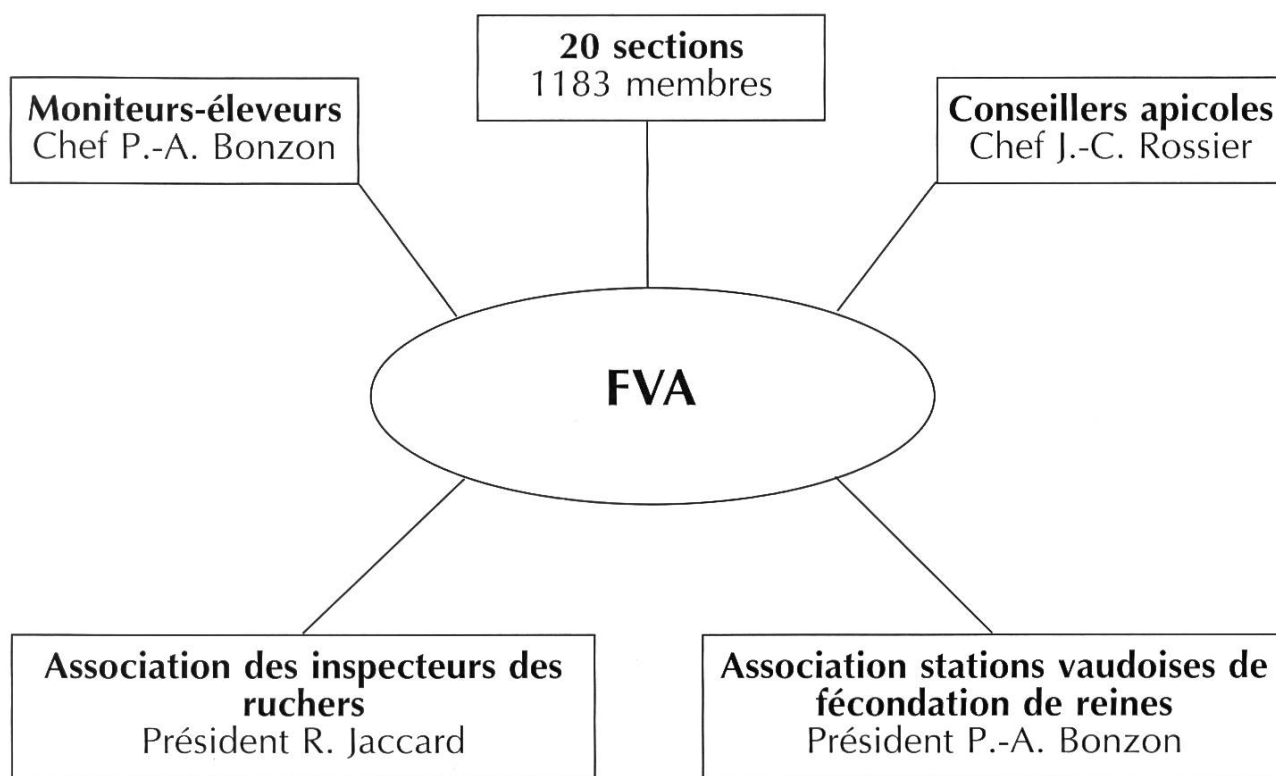 20 sections
1183 membres
Moniteurs-éleveurs
Chef P.-A. Bonzon
Conseillers apicoles
Chef J.-C. Rossier
FVA
Association des inspecteurs des
ruchers
Président R. Jaccard
Association stations vaudoises de
fécondation de reines
Président P.-A. Bonzon